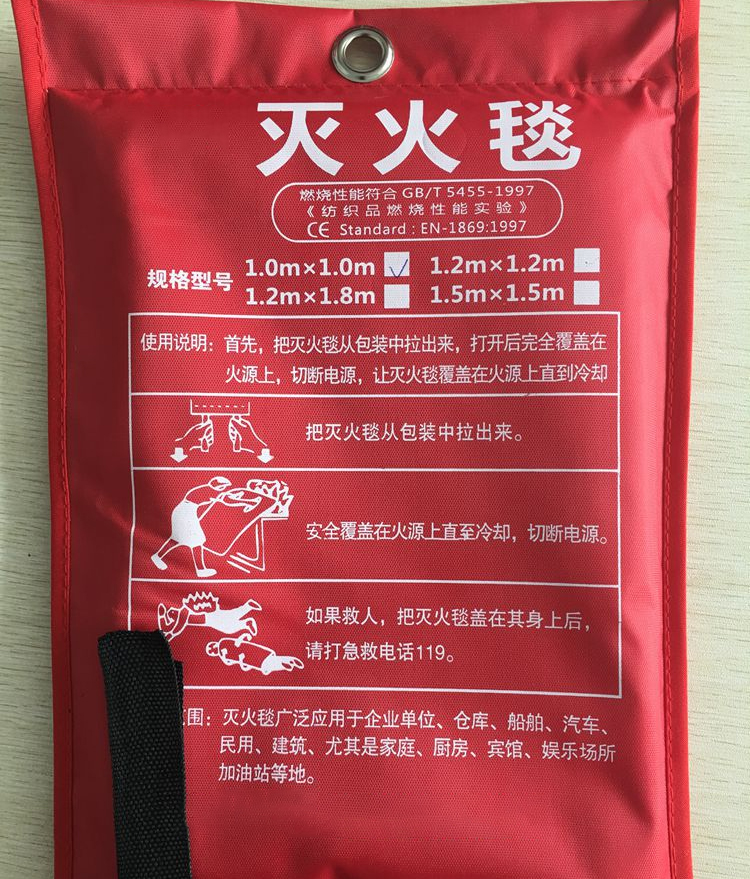 灭火毯
燃烧性能符合 GB/T 5455-1997
《纺织品燃烧性能实验》
CE Standard : EN-1869:1997
规格型号
1.0m×1.0m 1.2m×1.2m
1.2m×1.8m 1.5m×1.5m
使用说明：首先，把灭火毯从包装中拉出来，打开后完全覆盖在
火源上，切断电源，让灭火毯覆盖在火源上直到冷却
把灭火毯从包装中拉出来。
安全覆盖在火源上直至冷却，切断电源。
如果救人，把灭火毯盖在其身上后，
请打急救电话119。
围：灭火毯广泛应用于企业单位、仓库、船舶、汽车、
民用、建筑、尤其是家庭、厨房、宾馆、娱乐场所
加油站等地。